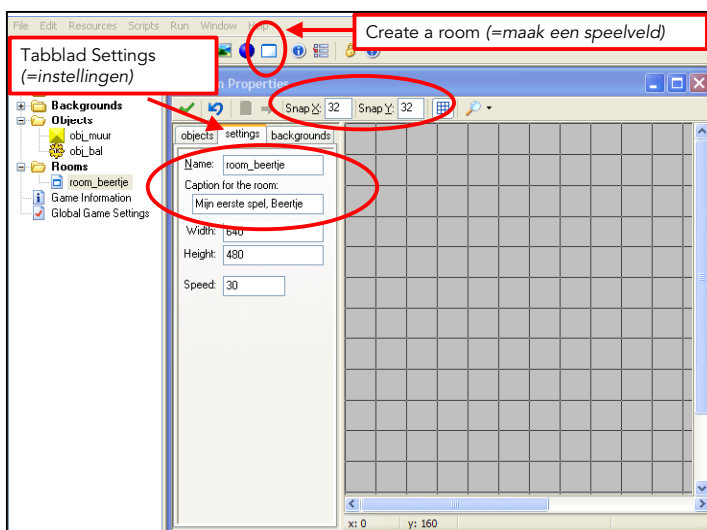 File Edit Resources Scripts Run Window
Create a room (=maak een speelveld)
Tabblad Settings
(=instellingen)
Properties
Snap X: 32 Snap Y: 32
Backgrounds
Objects
obj_muur
obj_bal
Rooms
room_beertje
Game Information
Global Game Settings
objects settings backgrounds
Name: room_beertje
Caption for the room:
Mijn eerste spel, Beertje
Width: 640
Height: 480
Speed: 30
x: 0 y: 160